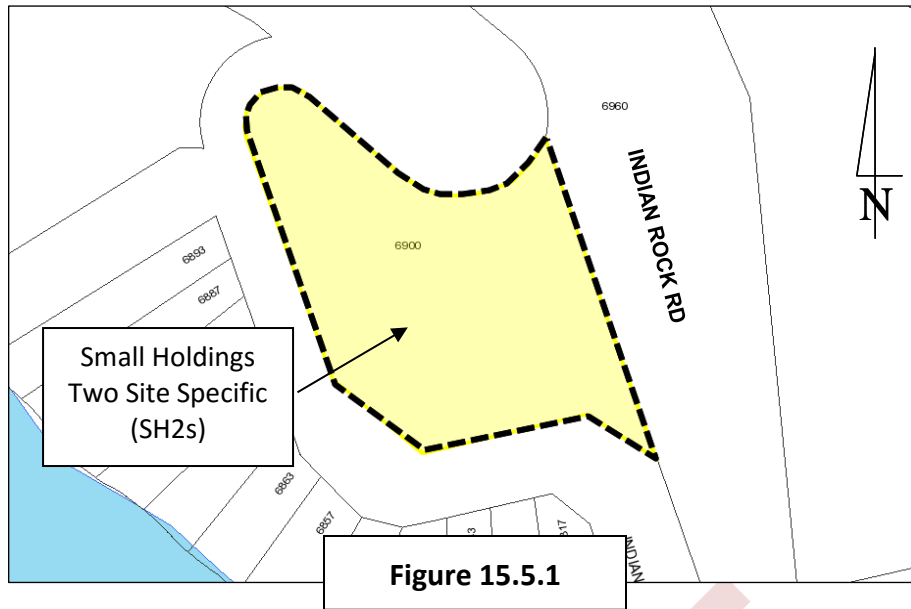 6960
INDIAN ROCK RD
N
6900
6893
6887
Small Holdings
Two Site Specific
(SH2s)
6863
6857
INDIAN
Figure 15.5.1